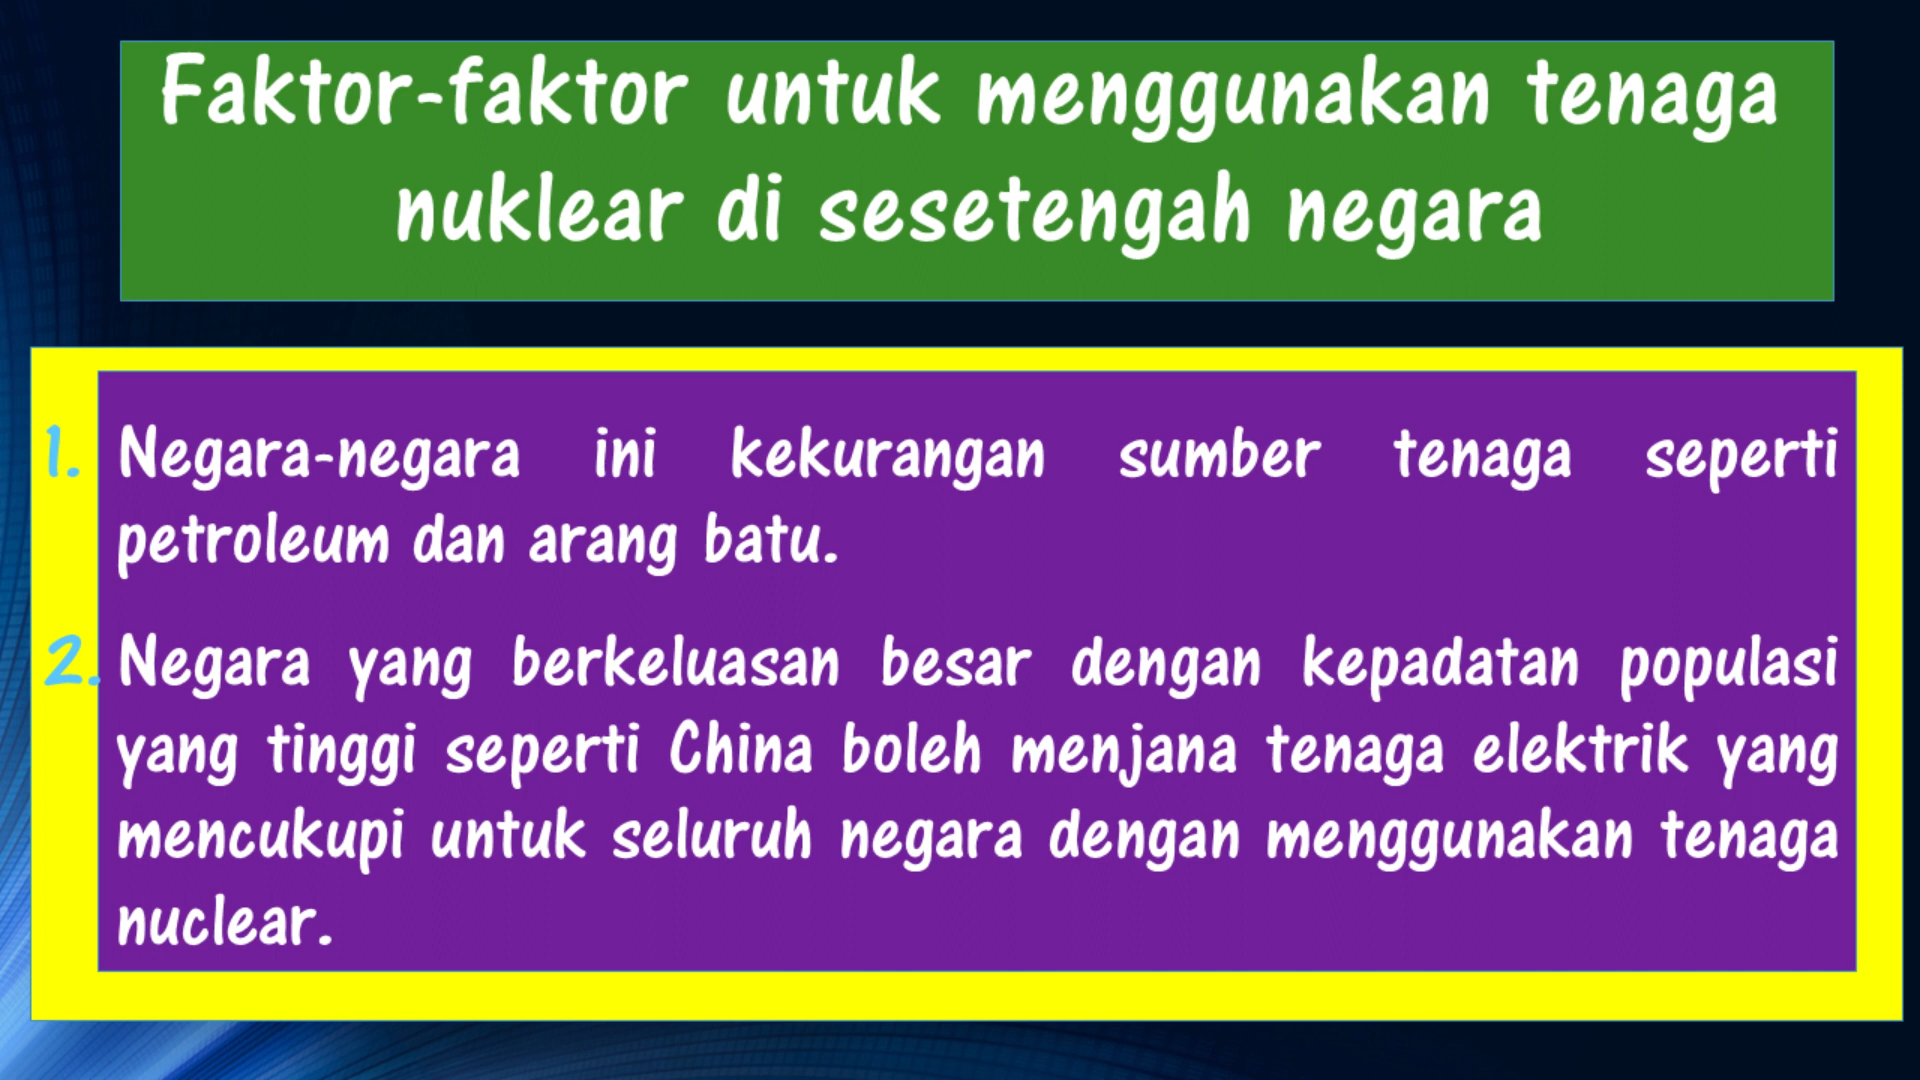 Faktor-faktor untuk menggunakan tenaga
nuklear di sesetengah negara
1. Negara-negara ini kekurangan sumber tenaga seperti
petroleum dan arang batu.
2. Negara yang berkeluasan besar dengan kepadatan populasi
yang tinggi seperti China boleh menjana tenaga elektrik yang
mencukupi untuk seluruh negara dengan menggunakan tenaga
nuclear.